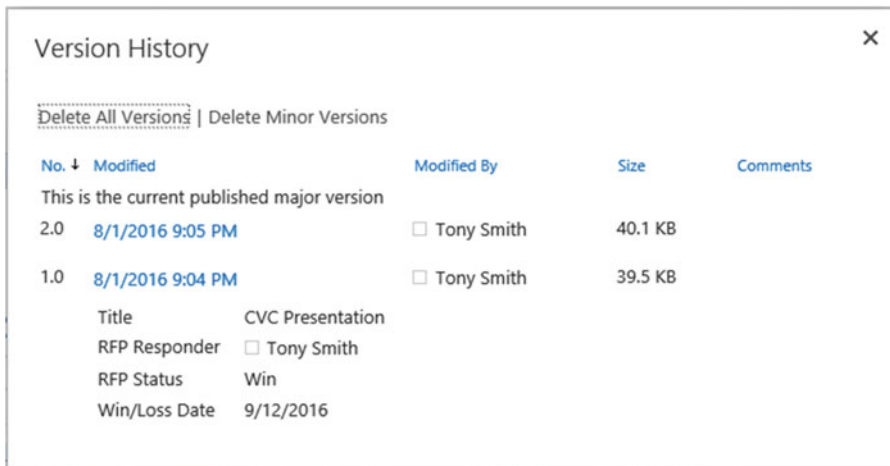 Version History
Delete All Versions | Delete Minor Versions
No. ↓ Modified Modified By Size Comments
This is the current published major version
2.0 8/1/2016 9:05 PM Tony Smith 40.1 KB
1.0 8/1/2016 9:04 PM Tony Smith 39.5 KB
Title CVC Presentation
RFP Responder Tony Smith
RFP Status Win
Win/Loss Date 9/12/2016